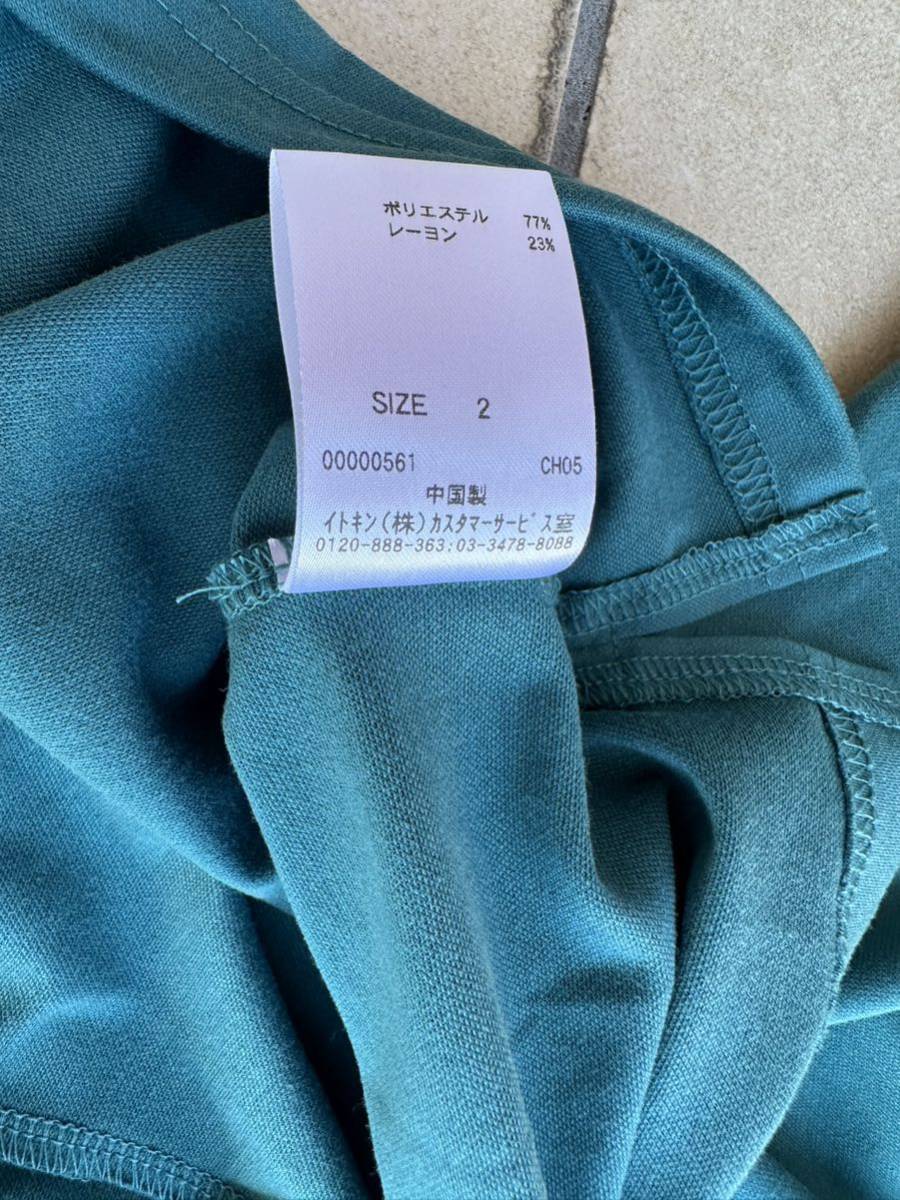 ポリエステル 77%
レーヨン 23%
SIZE 2
00000561 CH05
中国製
イトキン(株)カスタマーサービス室
0120-888-363:03-3478-8088